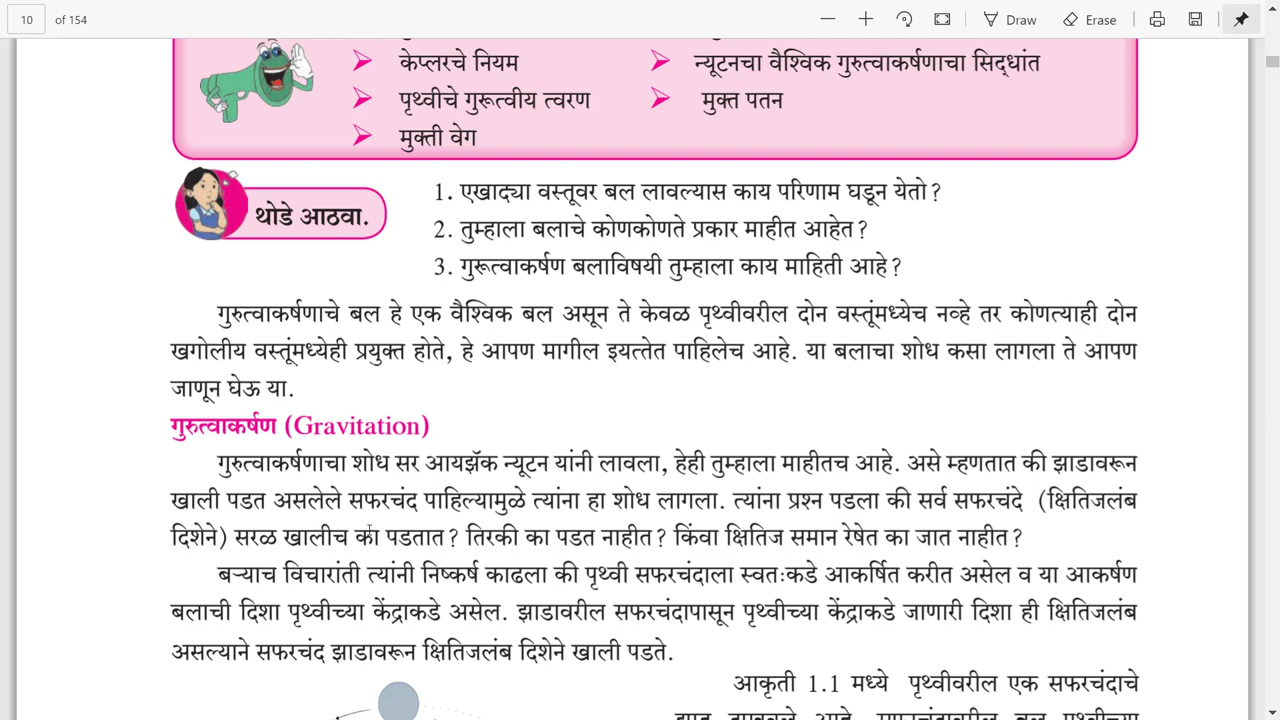 10 of 154 Draw Erase
केप्लरचे नियम न्यूटनचा वैश्विक गुरुत्वाकर्षणाचा सिद्धांत
पृथ्वीचे गुरूत्वीय त्वरण मुक्त पतन
मुक्ती वेग
थोडे आठवा.
1. एखाद्या वस्तूवर बल लावल्यास काय परिणाम घडून येतो?
2. तुम्हाला बलाचे कोणकोणते प्रकार माहीत आहेत?
3. गुरूत्वाकर्षण बलाविषयी तुम्हाला काय माहिती आहे?
गुरुत्वाकर्षणाचे बल हे एक वैश्विक बल असून ते केवळ पृथ्वीवरील दोन वस्तूंमध्येच नव्हे तर कोणत्याही दोन
खगोलीय वस्तूंमध्येही प्रयुक्त होते, हे आपण मागील इयत्तेत पाहिलेच आहे. या बलाचा शोध कसा लागला ते आपण
जाणून घेऊ या.
गुरुत्वाकर्षण (Gravitation)
गुरुत्वाकर्षणाचा शोध सर आयझॅक न्यूटन यांनी लावला, हेही तुम्हाला माहीतच आहे. असे म्हणतात की झाडावरून
खाली पडत असलेले सफरचंद पाहिल्यामुळे त्यांना हा शोध लागला. त्यांना प्रश्न पडला की सर्व सफरचंदे (क्षितिजलंब
दिशेने) सरळ खालीच का पडतात? तिरकी का पडत नाहीत? किंवा क्षितिज समान रेषेत का जात नाहीत?
बऱ्याच विचारांती त्यांनी निष्कर्ष काढला की पृथ्वी सफरचंदाला स्वतःकडे आकर्षित करीत असेल व या आकर्षण
बलाची दिशा पृथ्वीच्या केंद्राकडे असेल. झाडावरील सफरचंदापासून पृथ्वीच्या केंद्राकडे जाणारी दिशा ही क्षितिजलंब
असल्याने सफरचंद झाडावरून क्षितिजलंब दिशेने खाली पडते.
आकृती 1.1 मध्ये पृथ्वीवरील एक सफरचंदाचे